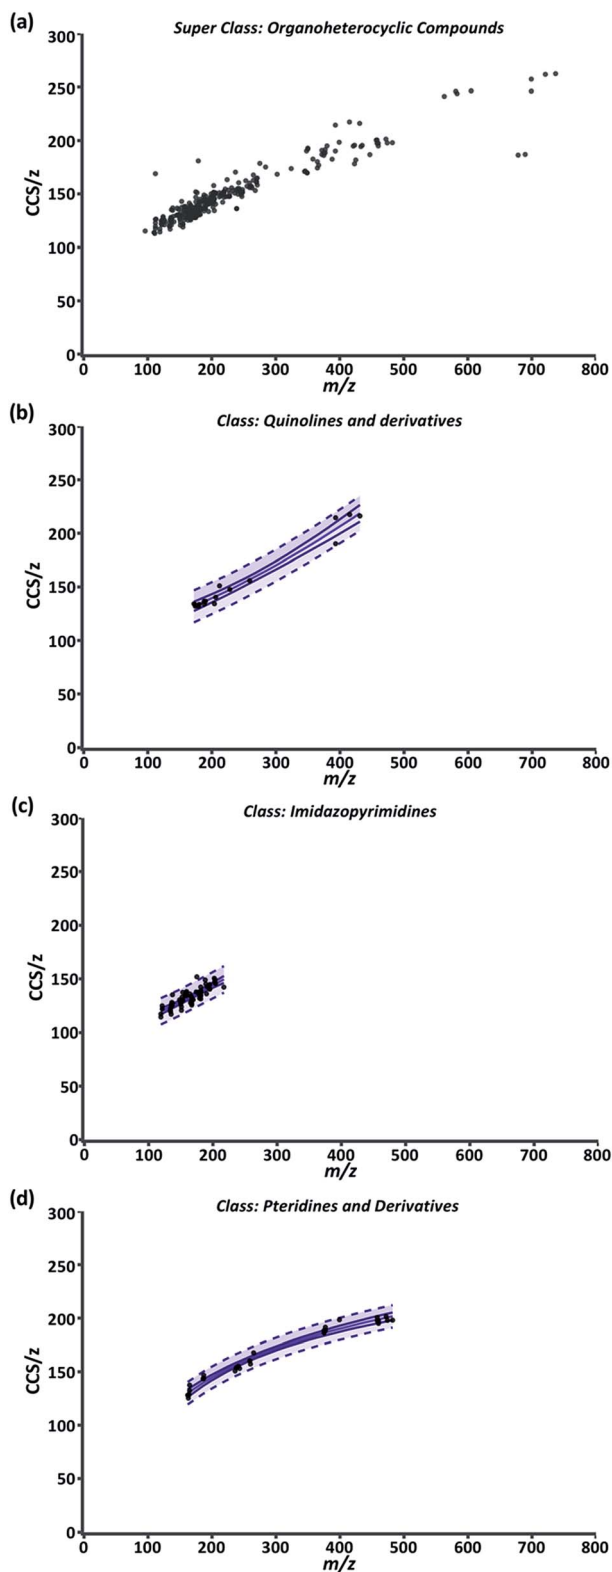 (a)
Super Class: Organoheterocyclic Compounds
300
250
200
150
100
50
0
CCS/z
0 100 200 300 400 500 600 700 800
m/z
(b)
Class: Quinolines and derivatives
300
250
200
150
100
50
0
CCS/z
0 100 200 300 400 500 600 700 800
m/z
(c)
Class: Imidazopyrimidines
300
250
200
150
100
50
0
CCS/z
0 100 200 300 400 500 600 700 800
m/z
(d)
Class: Pteridines and Derivatives
300
250
200
150
100
50
0
CCS/z
0 100 200 300 400 500 600 700 800
m/z